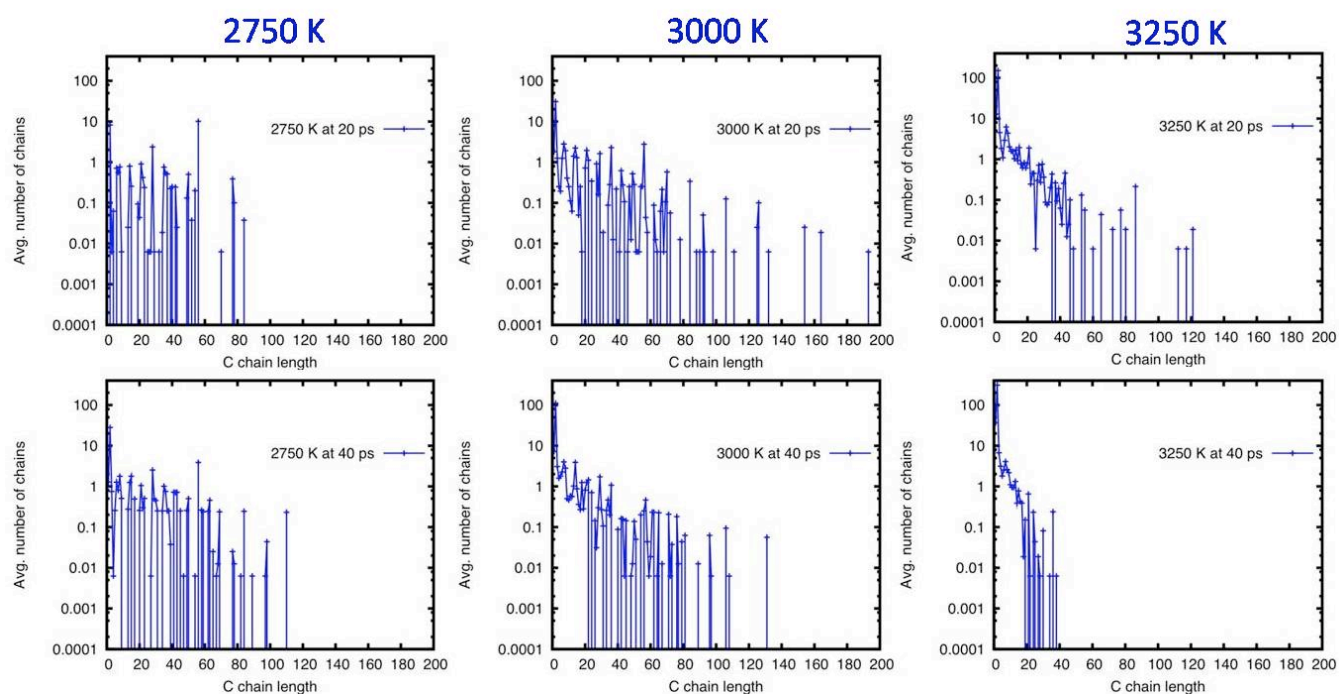 2750 K
3000 K
3250 K
100
10
1
0.1
0.01
0.001
0.0001
Avg. number of chains
2750 K at 20 ps
0 20 40 60 80 100 120 140 160 180 200
C chain length
100
10
1
0.1
0.01
0.001
0.0001
Avg. number of chains
3000 K at 20 ps
0 20 40 60 80 100 120 140 160 180 200
C chain length
100
10
1
0.1
0.01
0.001
0.0001
Avg. number of chains
3250 K at 20 ps
0 20 40 60 80 100 120 140 160 180 200
C chain length
100
10
1
0.1
0.01
0.001
0.0001
Avg. number of chains
2750 K at 40 ps
0 20 40 60 80 100 120 140 160 180 200
C chain length
100
10
1
0.1
0.01
0.001
0.0001
Avg. number of chains
3000 K at 40 ps
0 20 40 60 80 100 120 140 160 180 200
C chain length
100
10
1
0.1
0.01
0.001
0.0001
Avg. number of chains
3250 K at 40 ps
0 20 40 60 80 100 120 140 160 180 200
C chain length